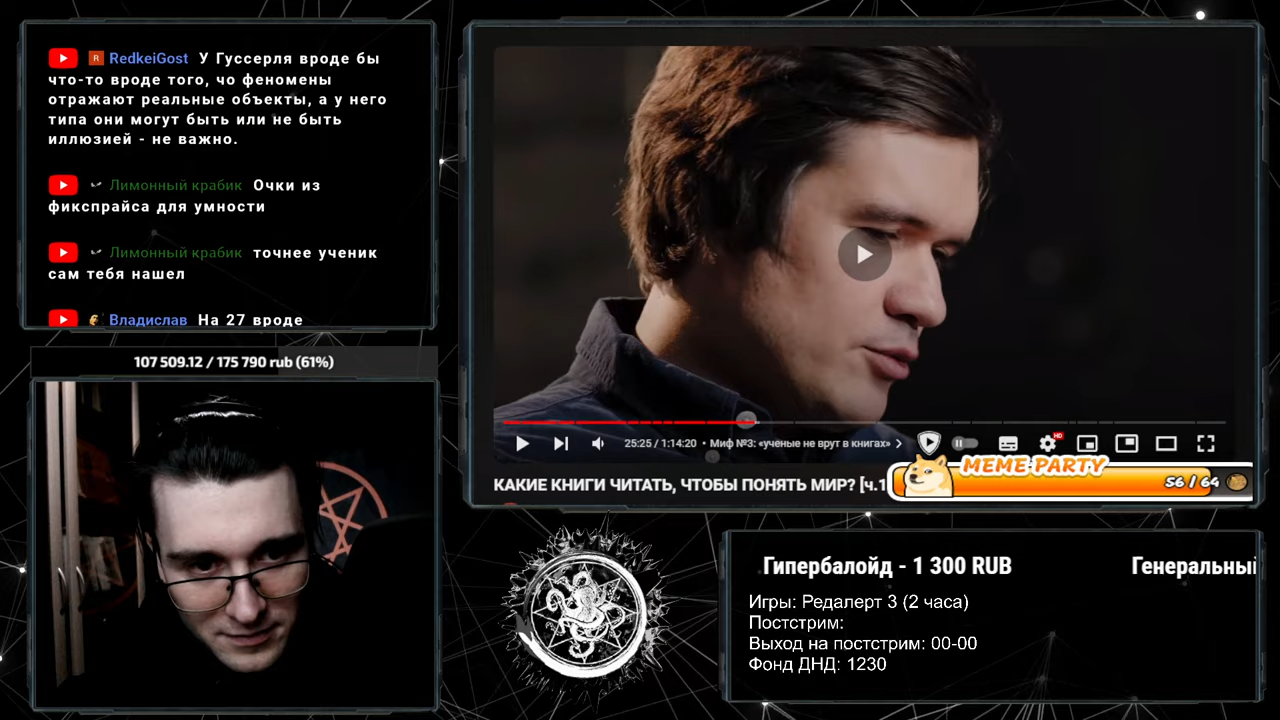 R RedkeiGost У Гуссерля вроде бы
что-то вроде того, чо феномены
отражают реальные объекты, а у него
типа они могут быть или не быть
иллюзией - не важно.
Лимонный крабик Очки из
фикспрайса для умности
Лимонный крабик точнее ученик
сам тебя нашел
Владислав На 27 вроде
107 509.12 / 175 790 rub (61%)
25:25 / 1:14:20 • Миф №3: «ученые не врут в книгах»
HD
КАКИЕ КНИГИ ЧИТАТЬ, ЧТОБЫ ПОНЯТЬ МИР? [ч.1
MEME PARTY
56 / 64
Гипербалойд - 1 300 RUB
Генеральный
Игры: Редалерт 3 (2 часа)
Постстрим:
Выход на постстрим: 00-00
Фонд ДНД: 1230